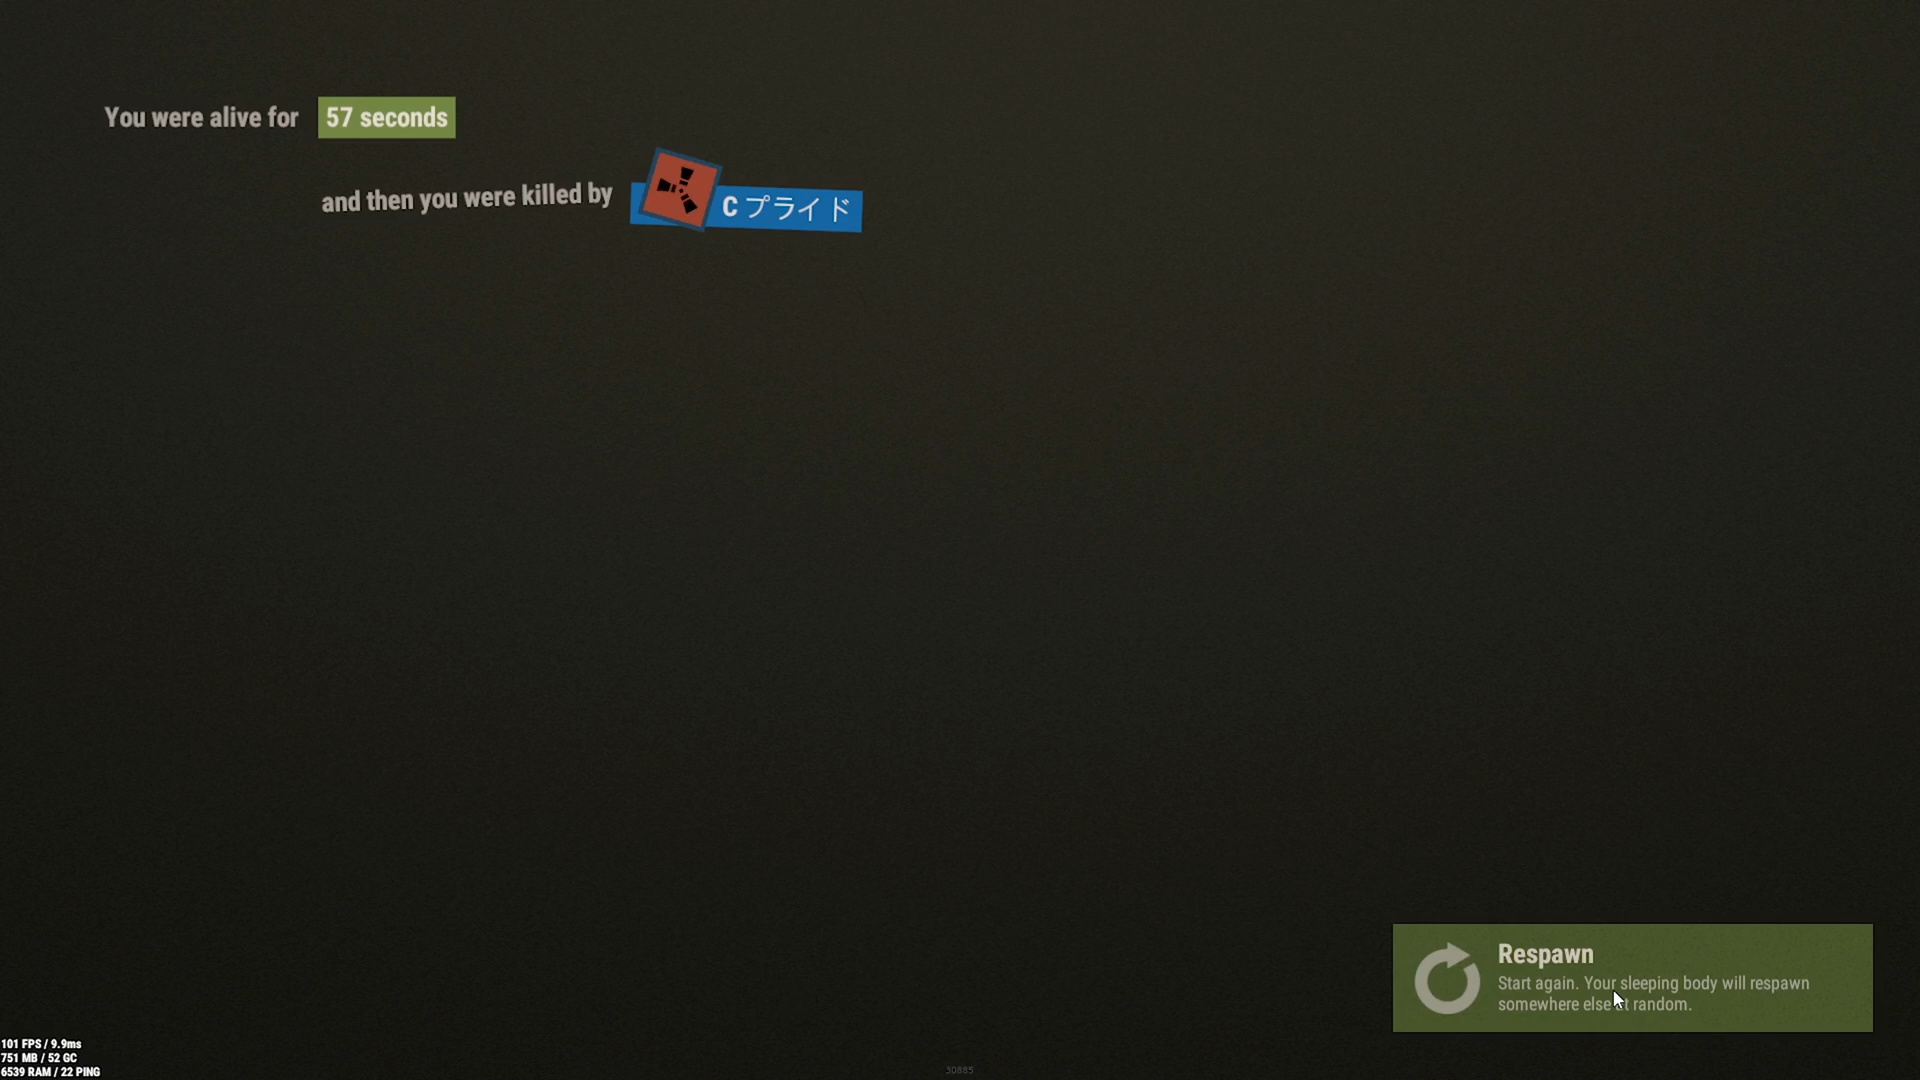 You were alive for 57 seconds
and then you were killed by C プライド
Respawn
Start again. Your sleeping body will respawn
somewhere else at random.
101 FPS / 9.9ms
751 MB / 52 GC
6539 RAM / 22 PING
30885